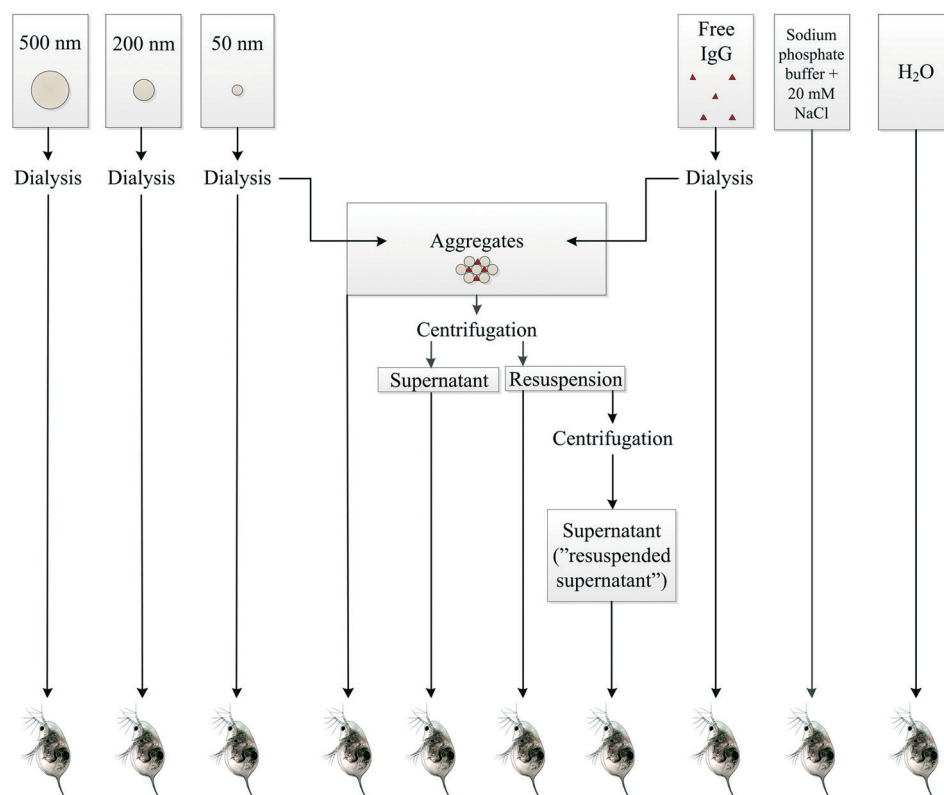 500 nm
200 nm
50 nm
Free
IgG
Sodium
phosphate
buffer +
20 mM
NaCl
H₂O
Dialysis
Dialysis
Dialysis
Dialysis
Aggregates
Centrifugation
Supernatant
Resuspension
Centrifugation
Supernatant
(”resuspended
supernatant”)